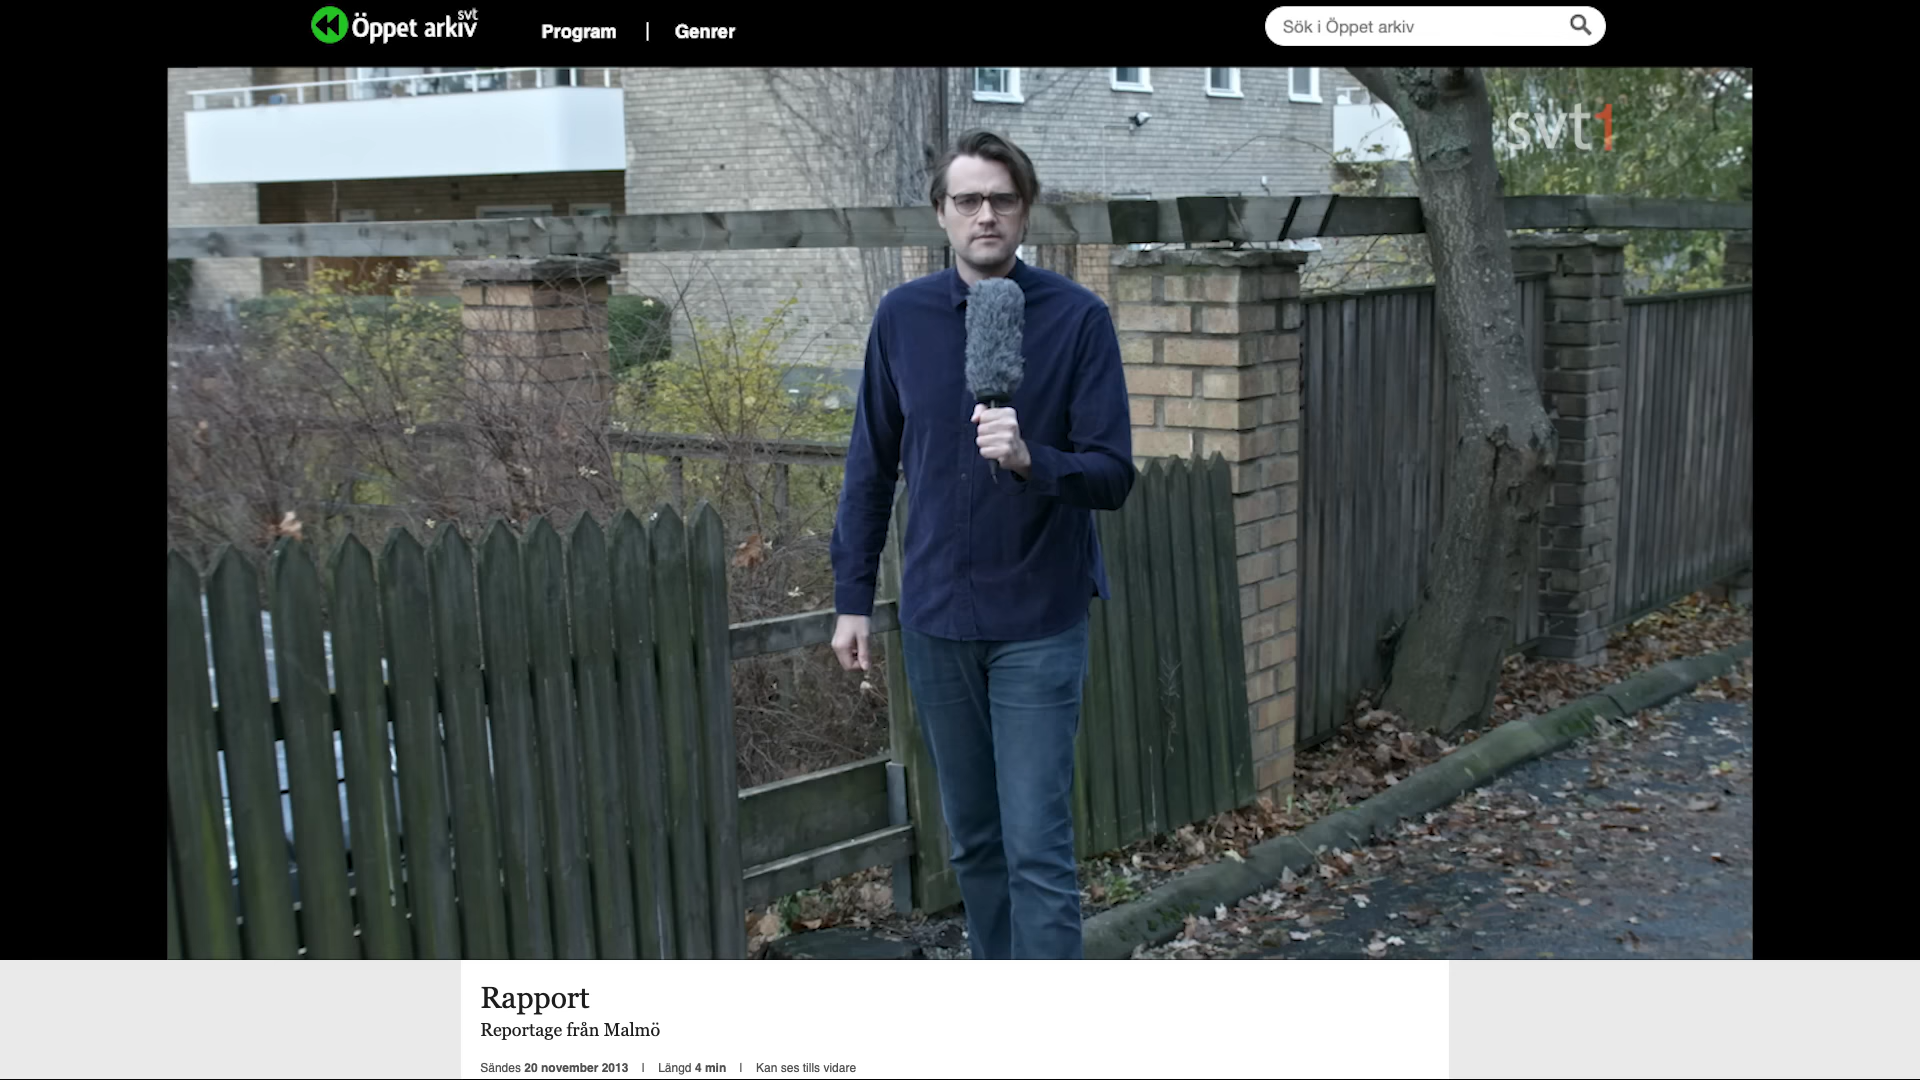 svt
Öppet arkiv
Program | Genrer
Sök i Öppet arkiv
svt1
Rapport
Reportage från Malmö
Sändes 20 november 2013 | Längd 4 min | Kan ses tills vidare